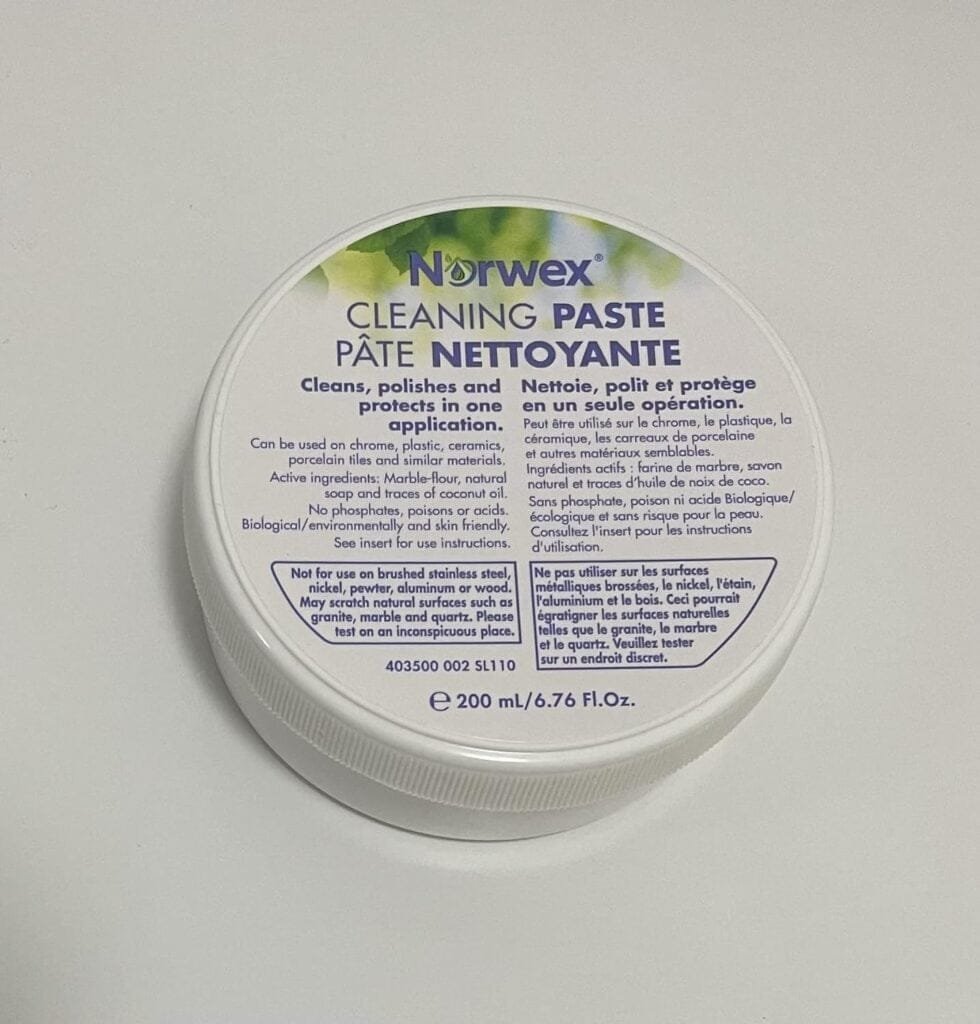 Norwex®
CLEANING PASTE
PÂTE NETTOYANTE
Cleans, polishes and
protects in one
application.
Can be used on chrome, plastic, ceramics,
porcelain tiles and similar materials.
Active ingredients: Marble-flour, natural
soap and traces of coconut oil.
No phosphates, poisons or acids.
Biological/environmentally and skin friendly.
See insert for use instructions.
Not for use on brushed stainless steel,
nickel, pewter, aluminum or wood.
May scratch natural surfaces such as
granite, marble and quartz. Please
test on an inconspicuous place.
Nettoie, polit et protège
en un seule opération.
Peut être utilisé sur le chrome, le plastique, la
céramique, les carreaux de porcelaine
et autres matériaux semblables.
Ingrédients actifs : farine de marbre, savon
naturel et traces d'huile de noix de coco.
Sans phosphate, poison ni acide Biologique/
écologique et sans risque pour la peau.
Consultez l'insert pour les instructions
d'utilisation.
Ne pas utiliser sur les surfaces
métalliques brossées, le nickel, l'étain,
l'aluminium et le bois. Ceci pourrait
égratigner les surfaces naturelles
telles que le granite, le marbre
et le quartz. Veuillez tester
sur un endroit discret.
403500 002 SL110
℮ 200 mL/6.76 Fl.Oz.